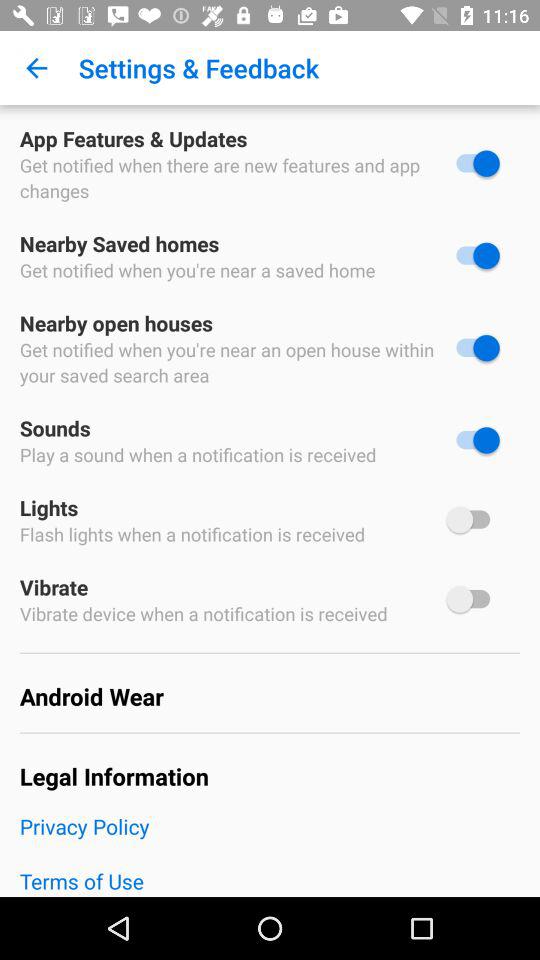 11:16
Settings & Feedback
App Features & Updates
Get notified when there are new features and app
changes
Nearby Saved homes
Get notified when you're near a saved home
Nearby open houses
Get notified when you're near an open house within
your saved search area
Sounds
Play a sound when a notification is received
Lights
Flash lights when a notification is received
Vibrate
Vibrate device when a notification is received
Android Wear
Legal Information
Privacy Policy
Terms of Use